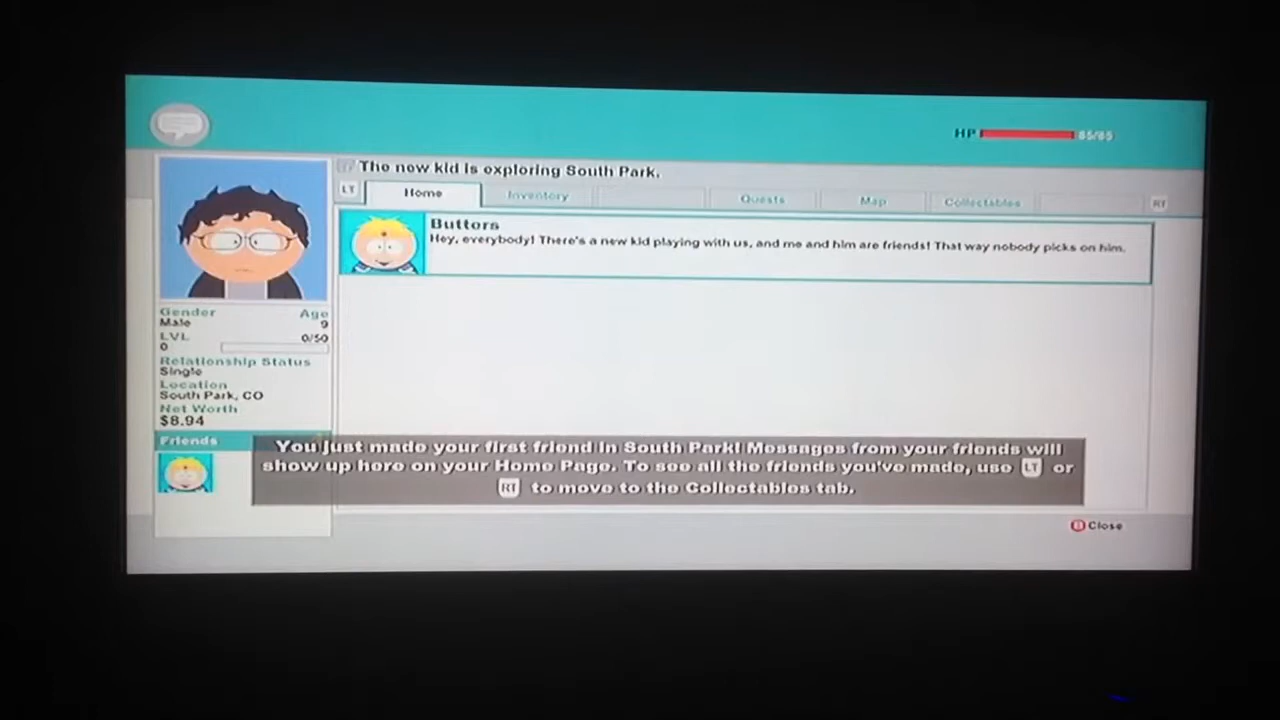 HP 85/85
The new kid is exploring South Park.
LT Home Inventory Quests Map Collectables RT
Butters
Hey, everybody! There's a new kid playing with us, and me and him are friends! That way nobody picks on him.
Gender Age
Male 9
LVL 0/50
0
Relationship Status
Single
Location
South Park, CO
Net Worth
$8.94
Friends
You just made your first friend in South Park! Messages from your friends will
show up here on your Home Page. To see all the friends you've made, use LT or
RT to move to the Collectables tab.
B Close